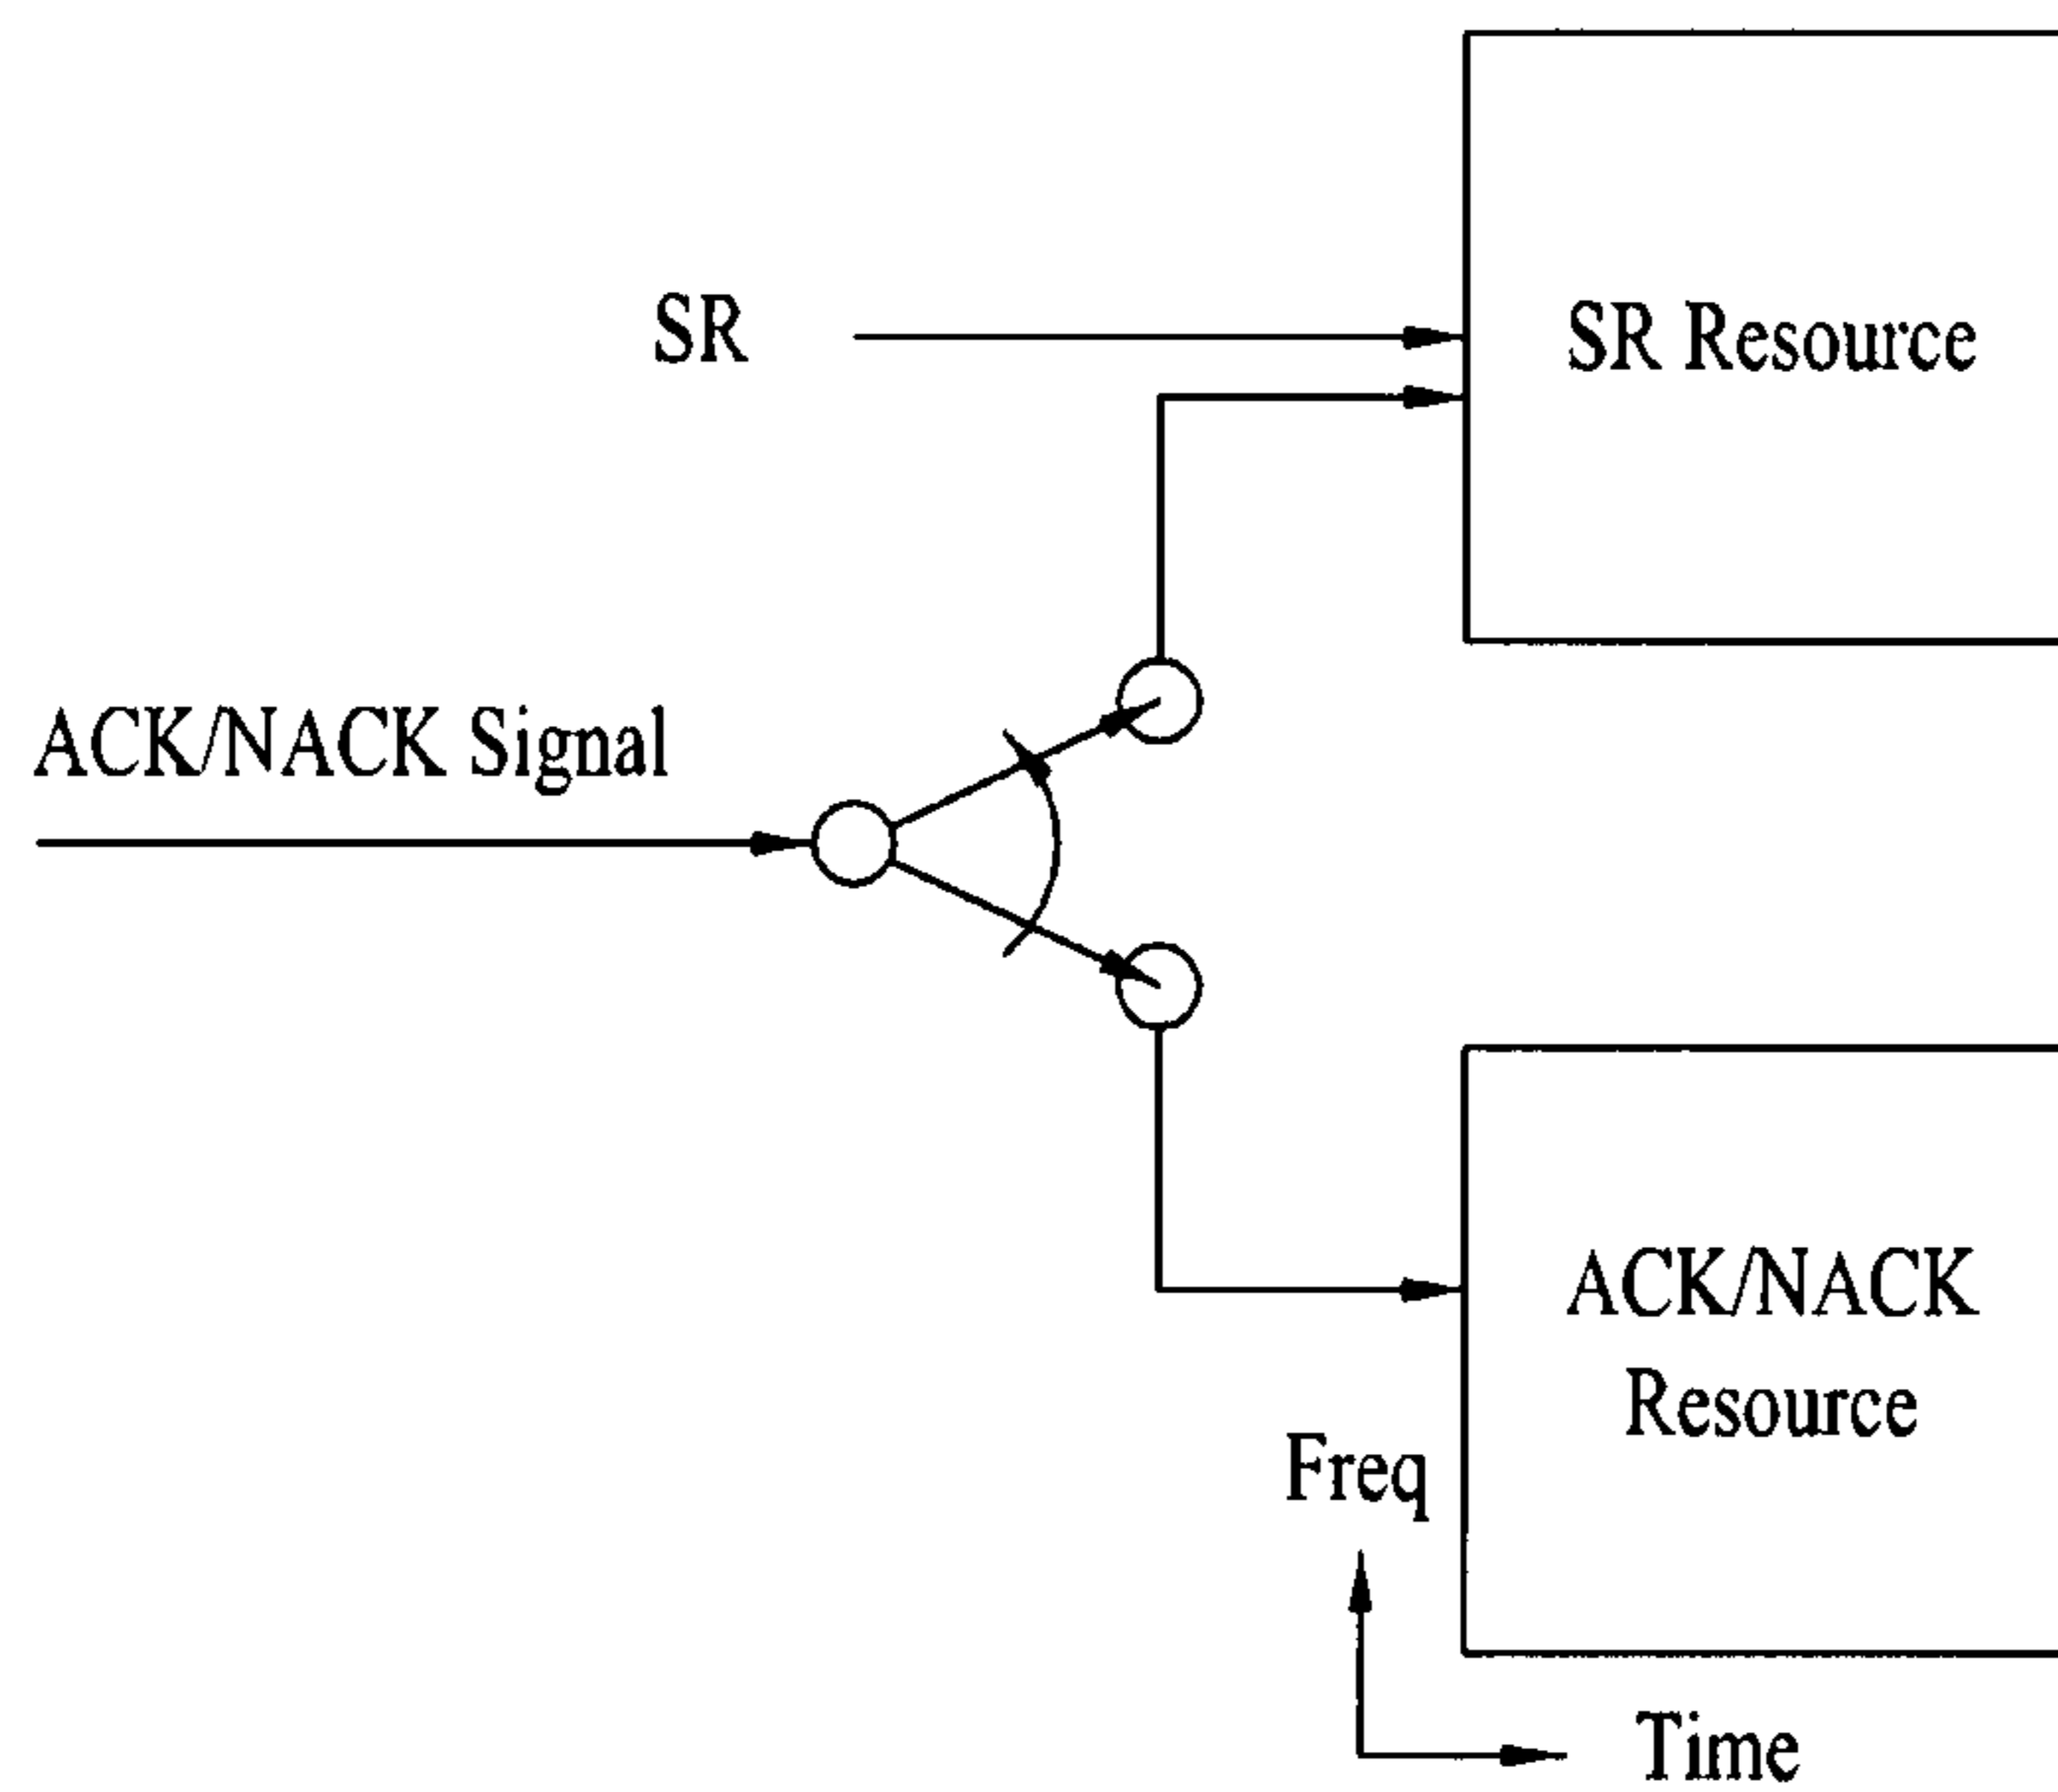 SR
SR Resource
ACK/NACK Signal
ACK/NACK
Resource
Freq
Time